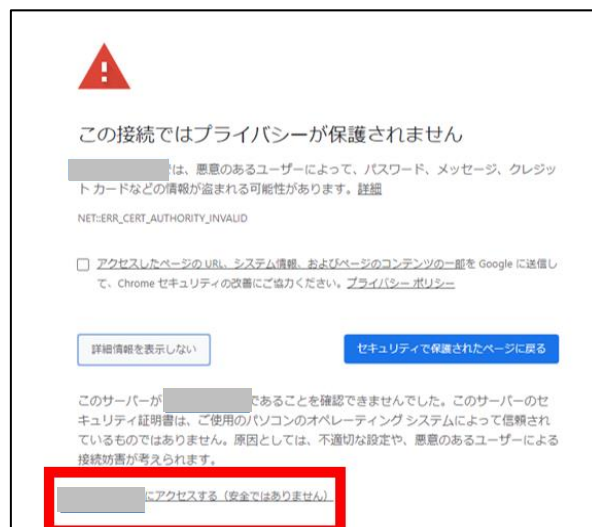 この接続ではプライバシーが保護されません
では、悪意のあるユーザーによって、パスワード、メッセージ、クレジッ
ト カードなどの情報が盗まれる可能性があります。詳細
NET::ERR_CERT_AUTHORITY_INVALID
アクセスしたページの URL、システム情報、およびページのコンテンツの一部を Google に送信し
て、Chrome セキュリティの改善にご協力ください。プライバシー ポリシー
詳細情報を表示しない
セキュリティで保護されたページに戻る
このサーバーが であることを確認できませんでした。このサーバーのセ
キュリティ証明書は、ご使用のパソコンのオペレーティング システムによって信頼され
ているものではありません。原因としては、不適切な設定や、悪意のあるユーザーによる
接続妨害が考えられます。
にアクセスする（安全ではありません）